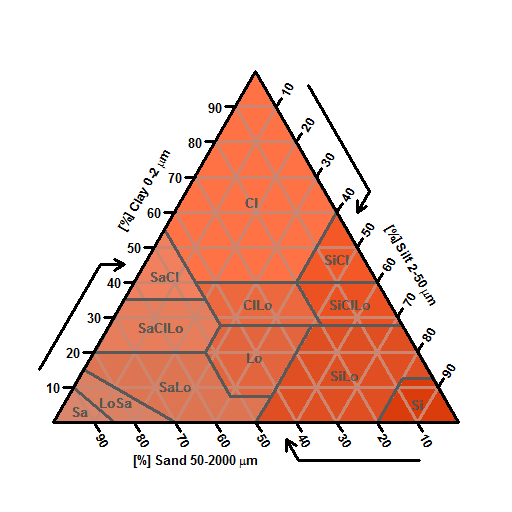 10
90
20
80
30
70
40
Cl
60
50
[%] Clay 0-2 µm
[%] Silt 2-50 µm
50
SiCl
60
SaCl
40
ClLo
SiClLo
70
30
SaClLo
80
Lo
20
SiLo
90
SaLo
10
LoSa
Si
Sa
90
80
70
60
50
40
30
20
10
[%] Sand 50-2000 µm